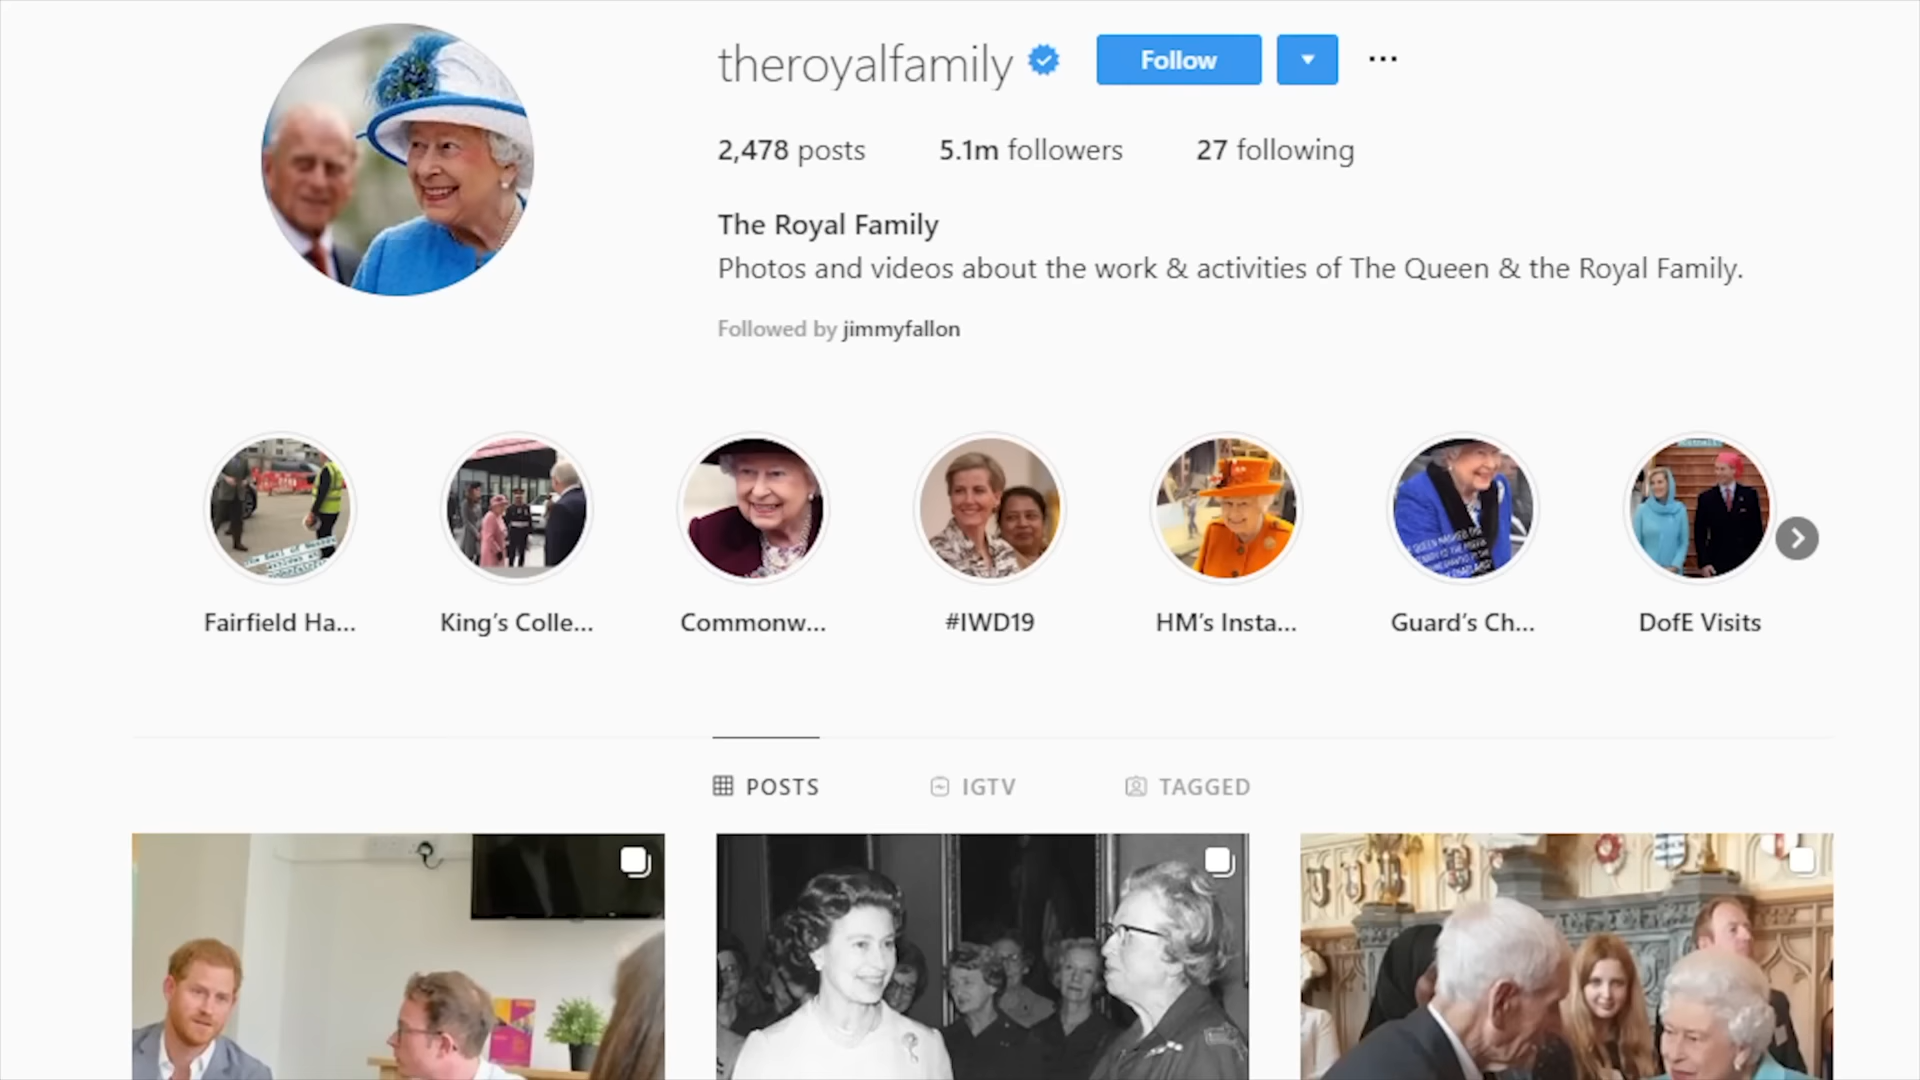 theroyalfamily
Follow
2,478 posts 5.1m followers 27 following
The Royal Family
Photos and videos about the work & activities of The Queen & the Royal Family.
Followed by jimmyfallon
Fairfield Ha... King's Colle... Commonw... #IWD19 HM's Insta... Guard's Ch... DofE Visits
POSTS IGTV TAGGED